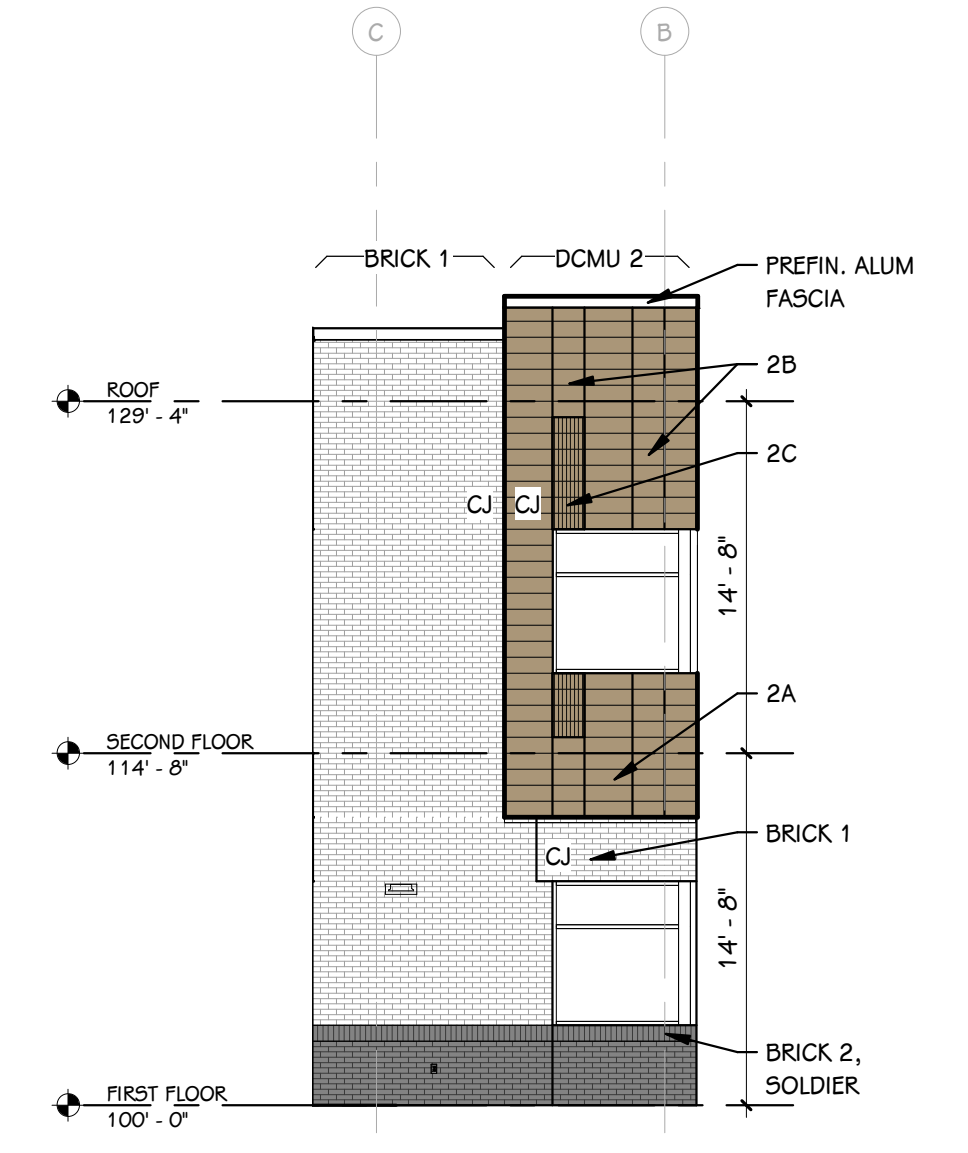 C
B
BRICK 1
DCMU 2
PREFIN. ALUM
FASCIA
2B
ROOF
129' - 4"
2C
CJ
CJ
14' - 8"
2A
SECOND FLOOR
114' - 8"
BRICK 1
CJ
14' - 8"
BRICK 2,
SOLDIER
FIRST FLOOR
100' - 0"